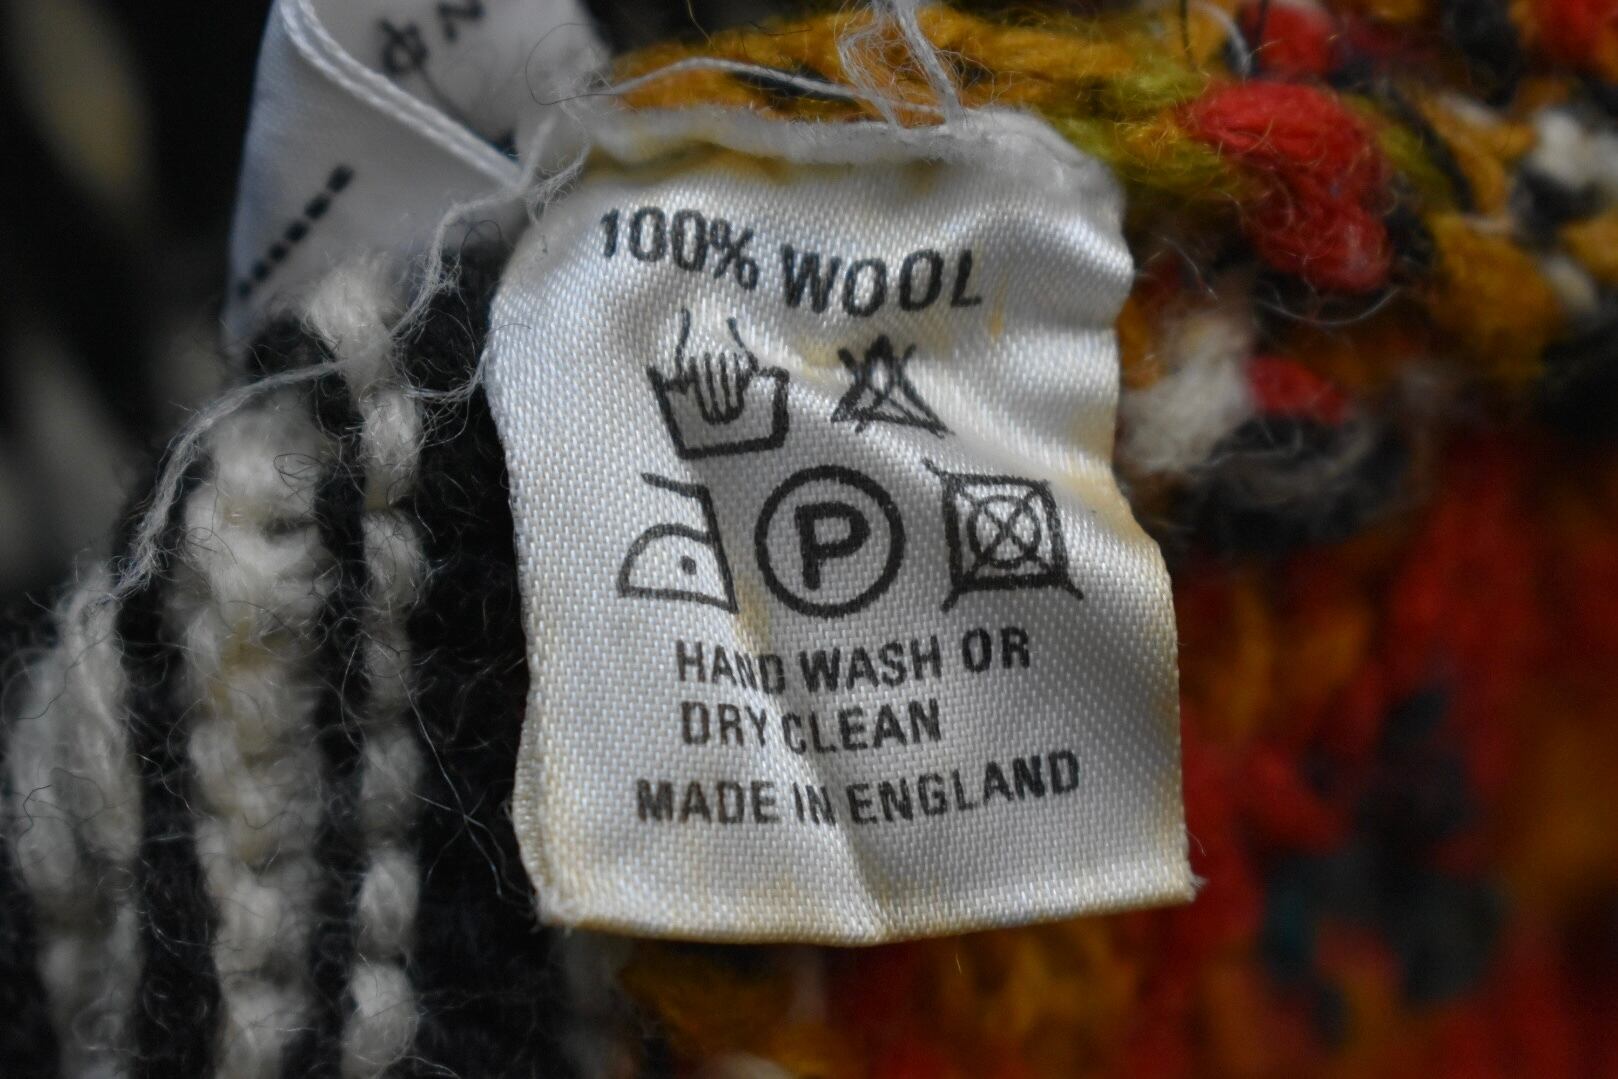 100% WOOL
P
HAND WASH OR
DRY CLEAN
MADE IN ENGLAND